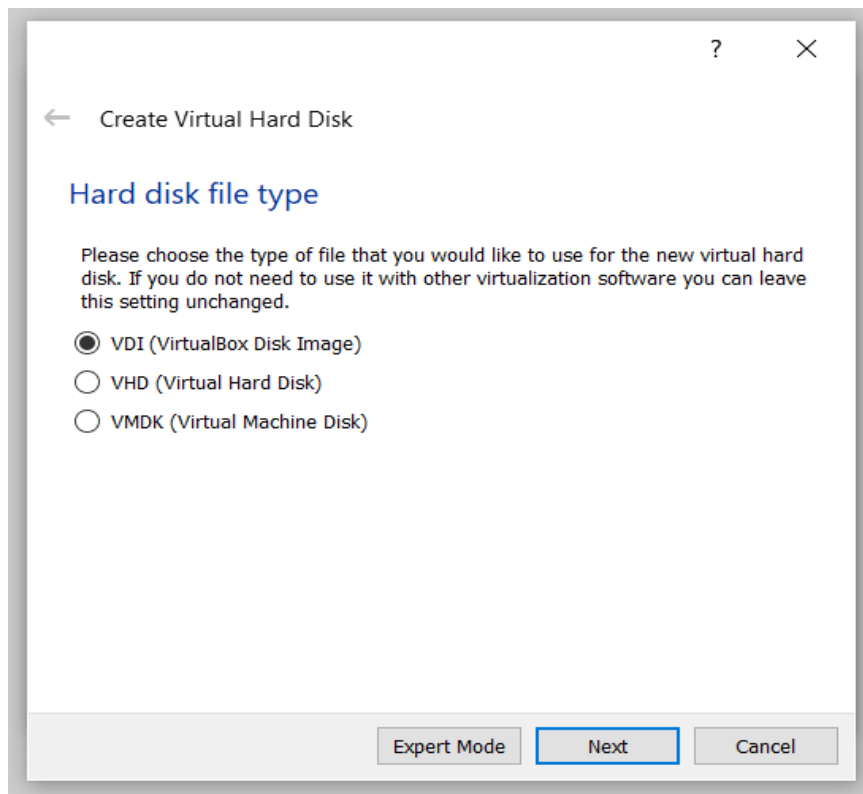 ?
Create Virtual Hard Disk
Hard disk file type
Please choose the type of file that you would like to use for the new virtual hard
disk. If you do not need to use it with other virtualization software you can leave
this setting unchanged.
VDI (VirtualBox Disk Image)
VHD (Virtual Hard Disk)
VMDK (Virtual Machine Disk)
Expert Mode Next Cancel